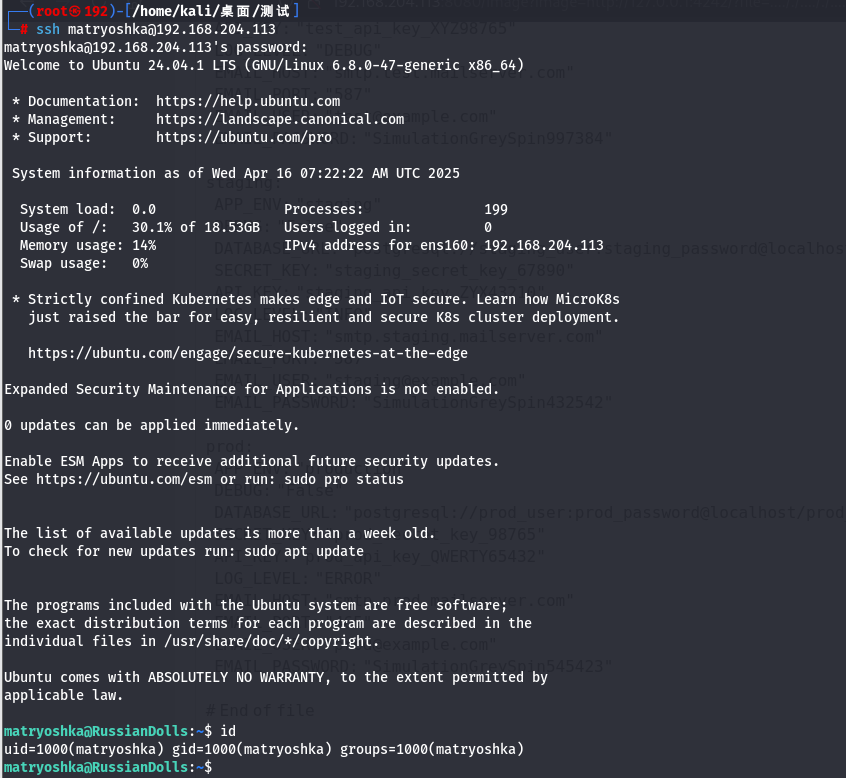 ┌──(root㉿192)-[/home/kali/桌面/测试]
└─# ssh matryoshka@192.168.204.113
matryoshka@192.168.204.113's password:
Welcome to Ubuntu 24.04.1 LTS (GNU/Linux 6.8.0-47-generic x86_64)
* Documentation:  https://help.ubuntu.com
* Management:     https://landscape.canonical.com
* Support:        https://ubuntu.com/pro
System information as of Wed Apr 16 07:22:22 AM UTC 2025
System load:  0.0                Processes:               199
Usage of /:   30.1% of 18.53GB   Users logged in:         0
Memory usage: 14%                IPv4 address for ens160: 192.168.204.113
Swap usage:   0%
* Strictly confined Kubernetes makes edge and IoT secure. Learn how MicroK8s
just raised the bar for easy, resilient and secure K8s cluster deployment.
https://ubuntu.com/engage/secure-kubernetes-at-the-edge
Expanded Security Maintenance for Applications is not enabled.
0 updates can be applied immediately.
Enable ESM Apps to receive additional future security updates.
See https://ubuntu.com/esm or run: sudo pro status
The list of available updates is more than a week old.
To check for new updates run: sudo apt update
The programs included with the Ubuntu system are free software;
the exact distribution terms for each program are described in the
individual files in /usr/share/doc/*/copyright.
Ubuntu comes with ABSOLUTELY NO WARRANTY, to the extent permitted by
applicable law.
matryoshka@RussianDolls:~$ id
uid=1000(matryoshka) gid=1000(matryoshka) groups=1000(matryoshka)
matryoshka@RussianDolls:~$